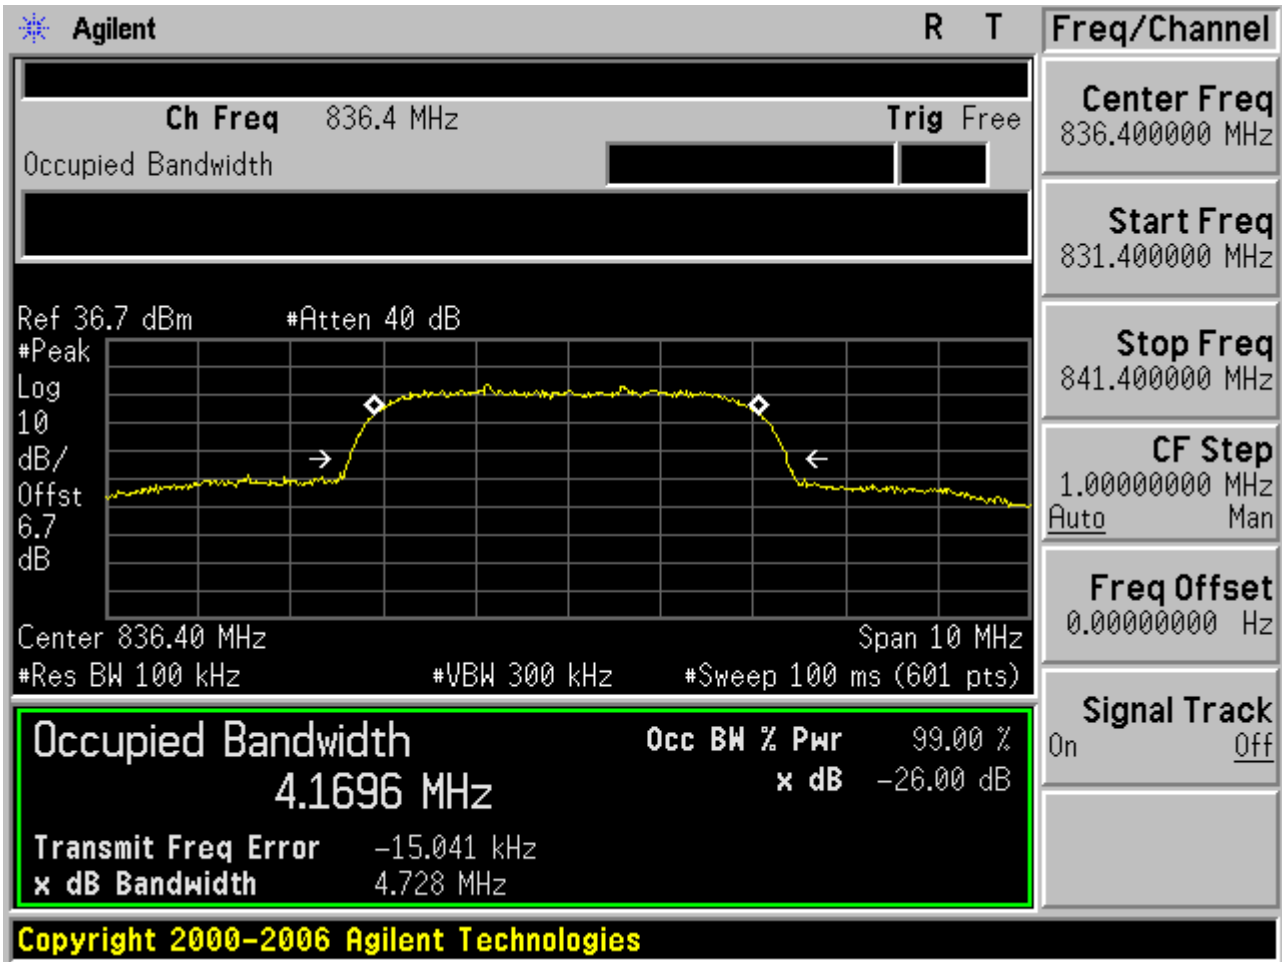 Agilent R T
Ch Freq 836.4 MHz Trig Free
Occupied Bandwidth
Ref 36.7 dBm #Atten 40 dB
#Peak
Log
10
dB/
Offst
6.7
dB
Center 836.40 MHz Span 10 MHz
#Res BW 100 kHz #VBW 300 kHz #Sweep 100 ms (601 pts)
Occupied Bandwidth
4.1696 MHz
Occ BW % Pwr 99.00 %
x dB -26.00 dB
Transmit Freq Error -15.041 kHz
x dB Bandwidth 4.728 MHz
Copyright 2000-2006 Agilent Technologies
Freq/Channel
Center Freq
836.400000 MHz
Start Freq
831.400000 MHz
Stop Freq
841.400000 MHz
CF Step
1.00000000 MHz
Auto Man
Freq Offset
0.00000000 Hz
Signal Track
On Off